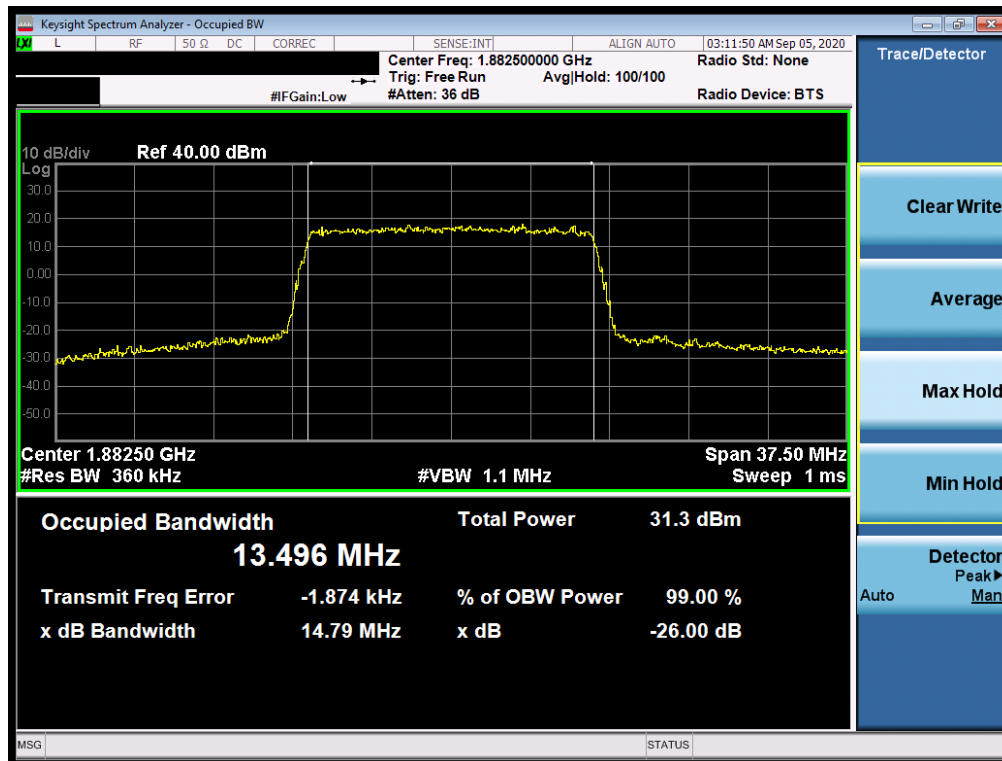 Keysight Spectrum Analyzer - Occupied BW
LXI L RF 50 Ω DC CORREC SENSE:INT ALIGN AUTO 03:11:50 AM Sep 05, 2020
Center Freq: 1.882500000 GHz Radio Std: None
Trig: Free Run Avg|Hold: 100/100
#IFGain:Low #Atten: 36 dB Radio Device: BTS
10 dB/div Ref 40.00 dBm
Log
30.0
20.0
10.0
0.00
-10.0
-20.0
-30.0
-40.0
-50.0
Center 1.88250 GHz Span 37.50 MHz
#Res BW 360 kHz #VBW 1.1 MHz Sweep 1 ms
Occupied Bandwidth Total Power 31.3 dBm
13.496 MHz
Transmit Freq Error -1.874 kHz % of OBW Power 99.00 %
x dB Bandwidth 14.79 MHz x dB -26.00 dB
MSG STATUS
Trace/Detector
Clear Write
Average
Max Hold
Min Hold
Detector
Peak▶
Auto Man